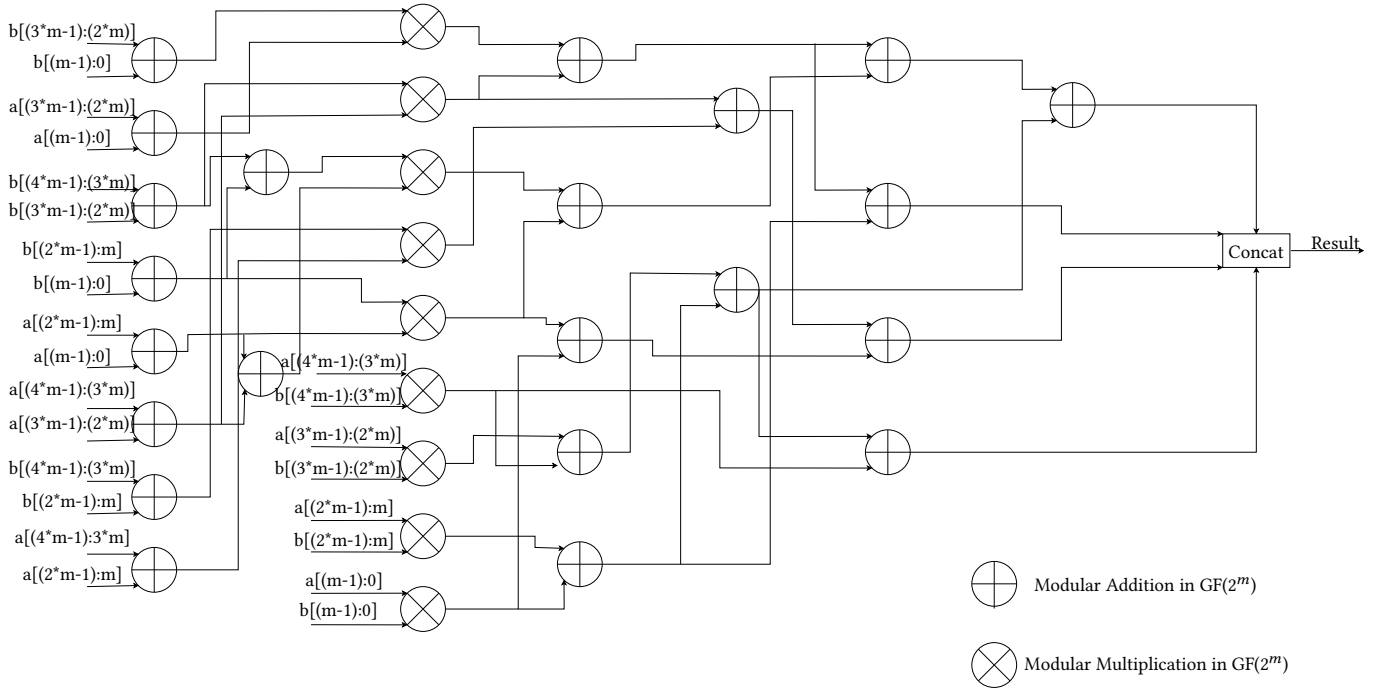 b[(3*m-1):(2*m)]
b[(m-1):0]
a[(3*m-1):(2*m)]
a[(m-1):0]
b[(4*m-1):(3*m)]
b[(3*m-1):(2*m)]
b[(2*m-1):m]
b[(m-1):0]
a[(2*m-1):m]
a[(m-1):0]
a[(4*m-1):(3*m)]
a[(3*m-1):(2*m)]
b[(4*m-1):(3*m)]
b[(2*m-1):m]
a[(4*m-1):3*m]
a[(2*m-1):m]
a[(4*m-1):(3*m)]
b[(4*m-1):(3*m)]
a[(3*m-1):(2*m)]
b[(3*m-1):(2*m)]
a[(2*m-1):m]
b[(2*m-1):m]
a[(m-1):0]
b[(m-1):0]
Concat
Result
Modular Addition in GF(2^m)
Modular Multiplication in GF(2^m)